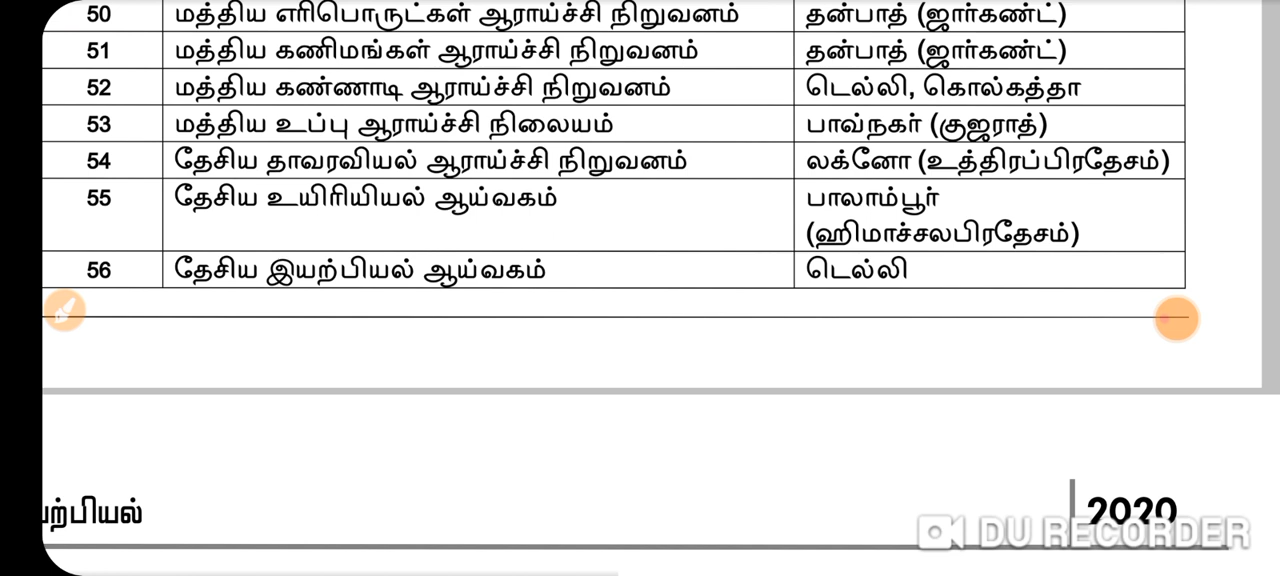 50 மத்திய எரிபொருட்கள் ஆராய்ச்சி நிறுவனம் தன்பாத் (ஜார்கண்ட்)
51 மத்திய கணிமங்கள் ஆராய்ச்சி நிறுவனம் தன்பாத் (ஜார்கண்ட்)
52 மத்திய கண்ணாடி ஆராய்ச்சி நிறுவனம் டெல்லி, கொல்கத்தா
53 மத்திய உப்பு ஆராய்ச்சி நிலையம் பாவ்நகர் (குஜராத்)
54 தேசிய தாவரவியல் ஆராய்ச்சி நிறுவனம் லக்னோ (உத்திரப்பிரதேசம்)
55 தேசிய உயிரியியல் ஆய்வகம் பாலாம்பூர்
(ஹிமாச்சலபிரதேசம்)
56 தேசிய இயற்பியல் ஆய்வகம் டெல்லி
யற்பியல் 2020
DU RECORDER